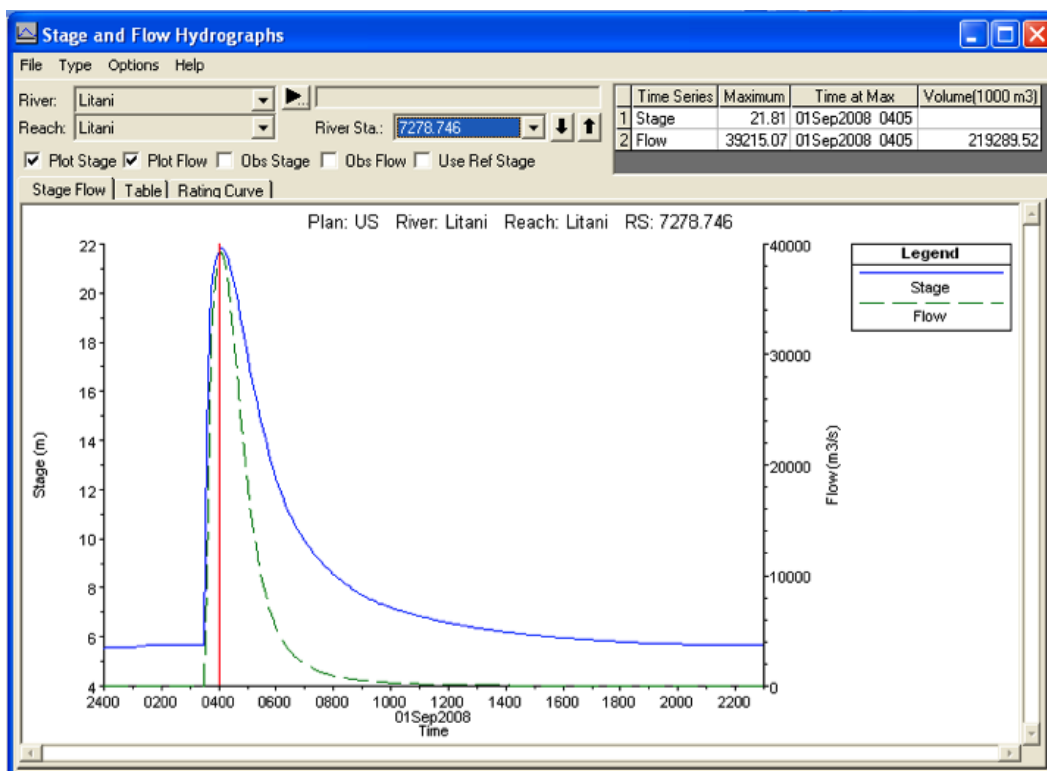 Stage and Flow Hydrographs
File Type Options Help
River: Litani
Reach: Litani River Sta.: 7278.746
Plot Stage Plot Flow Obs Stage Obs Flow Use Ref Stage
Time Series Maximum Time at Max Volume(1000 m3)
1 Stage 21.81 01Sep2008 0405
2 Flow 39215.07 01Sep2008 0405 219289.52
Stage Flow Table Rating Curve
Plan: US River: Litani Reach: Litani RS: 7278.746
Legend
Stage
Flow
Stage (m)
22
20
18
16
14
12
10
8
6
4
40000
30000
20000
10000
0
Flow (m3/s)
2400 0200 0400 0600 0800 1000 1200 1400 1600 1800 2000 2200
01Sep2008
Time